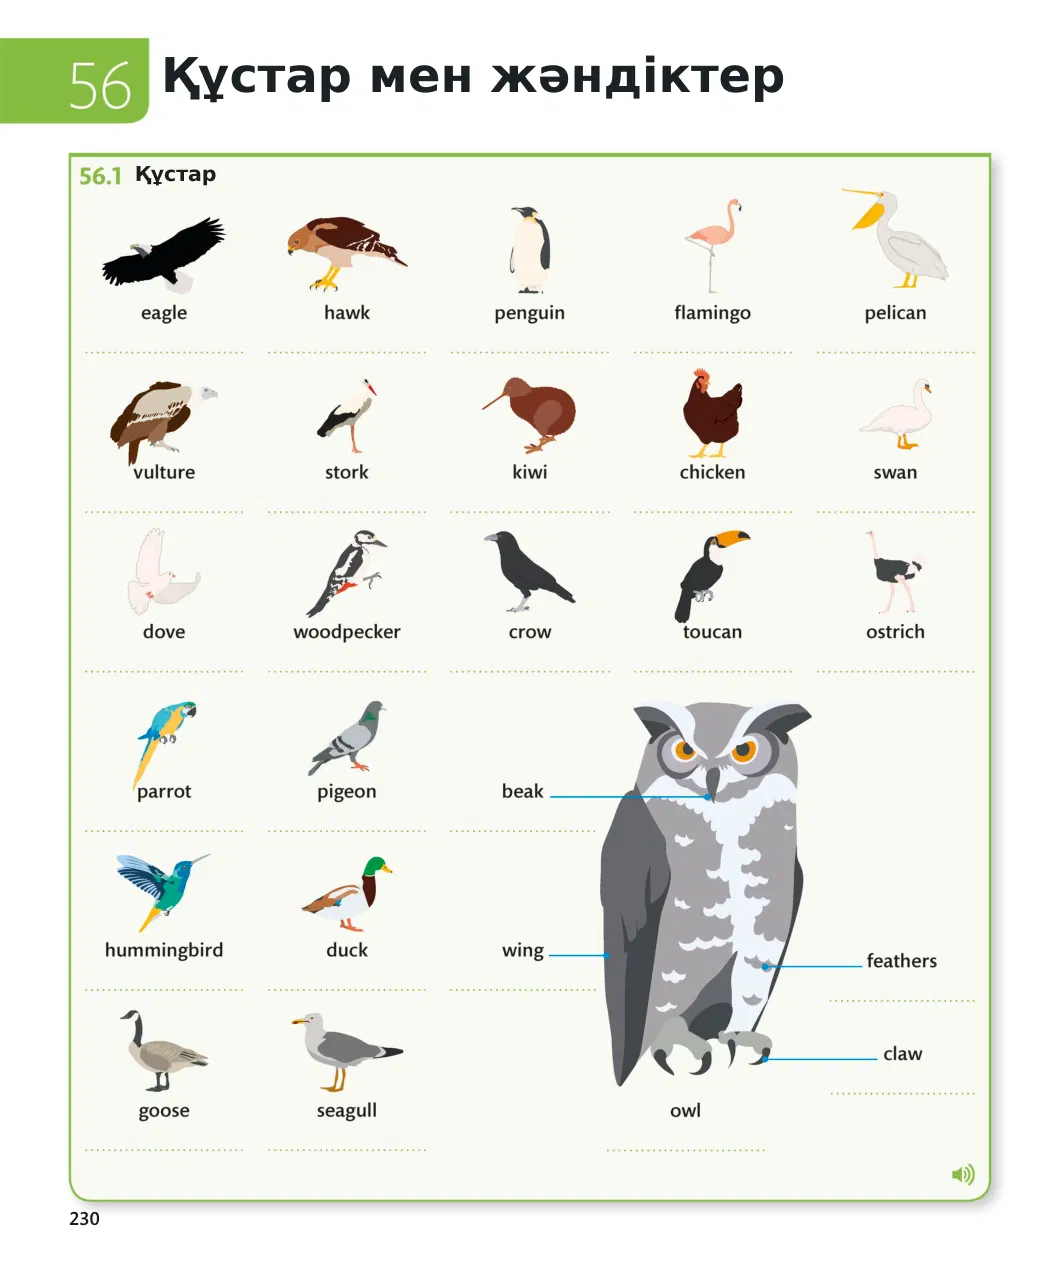 56 Құстар мен жәндіктер
56.1 Құстар
eagle hawk penguin flamingo pelican
vulture stork kiwi chicken swan
dove woodpecker crow toucan ostrich
parrot pigeon beak
hummingbird duck wing feathers
claw
goose seagull owl
230